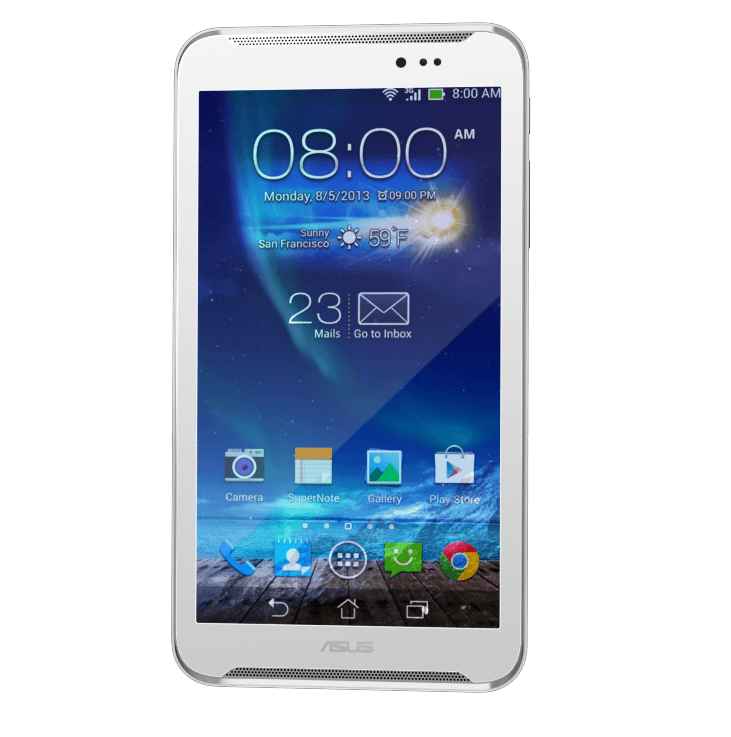 3G 8:00 AM
08:00 AM
Monday, 8/5/2013 09:00 PM
Sunny
San Francisco 59°F
23
Mails Go to Inbox
Camera SuperNote Gallery Play Store
ASUS